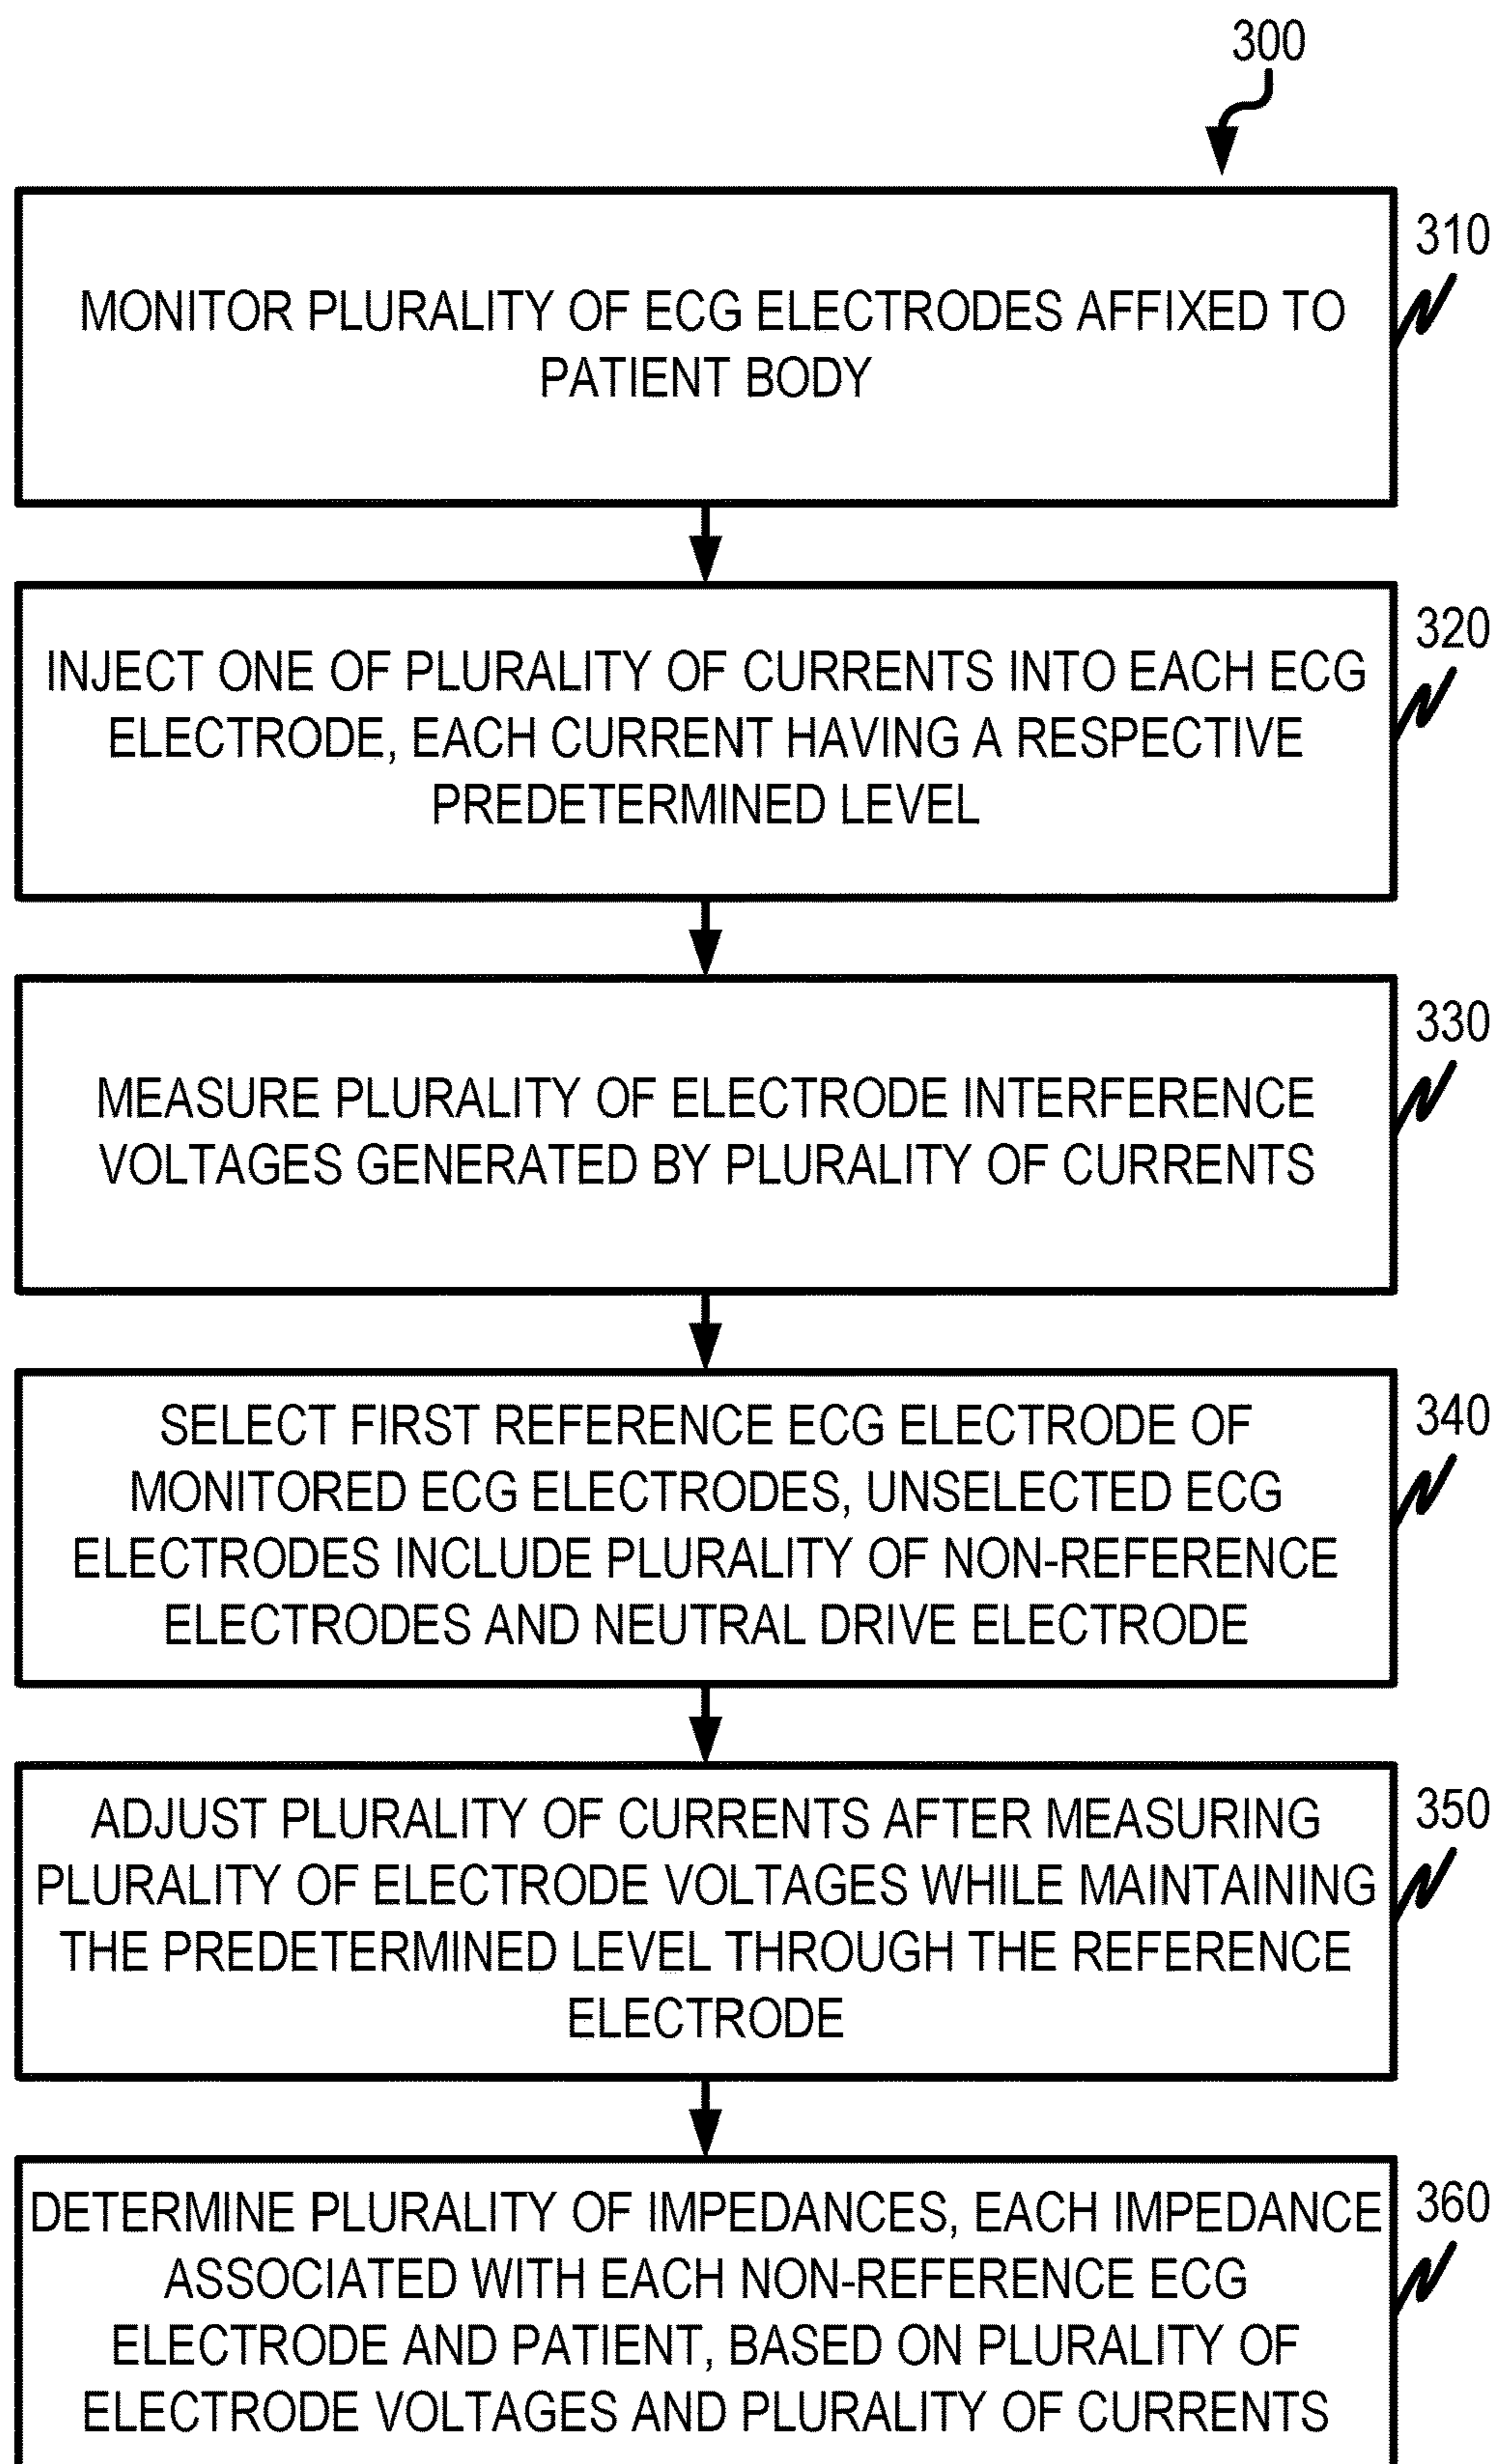 300
310
MONITOR PLURALITY OF ECG ELECTRODES AFFIXED TO
PATIENT BODY
320
INJECT ONE OF PLURALITY OF CURRENTS INTO EACH ECG
ELECTRODE, EACH CURRENT HAVING A RESPECTIVE
PREDETERMINED LEVEL
330
MEASURE PLURALITY OF ELECTRODE INTERFERENCE
VOLTAGES GENERATED BY PLURALITY OF CURRENTS
340
SELECT FIRST REFERENCE ECG ELECTRODE OF
MONITORED ECG ELECTRODES, UNSELECTED ECG
ELECTRODES INCLUDE PLURALITY OF NON-REFERENCE
ELECTRODES AND NEUTRAL DRIVE ELECTRODE
350
ADJUST PLURALITY OF CURRENTS AFTER MEASURING
PLURALITY OF ELECTRODE VOLTAGES WHILE MAINTAINING
THE PREDETERMINED LEVEL THROUGH THE REFERENCE
ELECTRODE
360
DETERMINE PLURALITY OF IMPEDANCES, EACH IMPEDANCE
ASSOCIATED WITH EACH NON-REFERENCE ECG
ELECTRODE AND PATIENT, BASED ON PLURALITY OF
ELECTRODE VOLTAGES AND PLURALITY OF CURRENTS